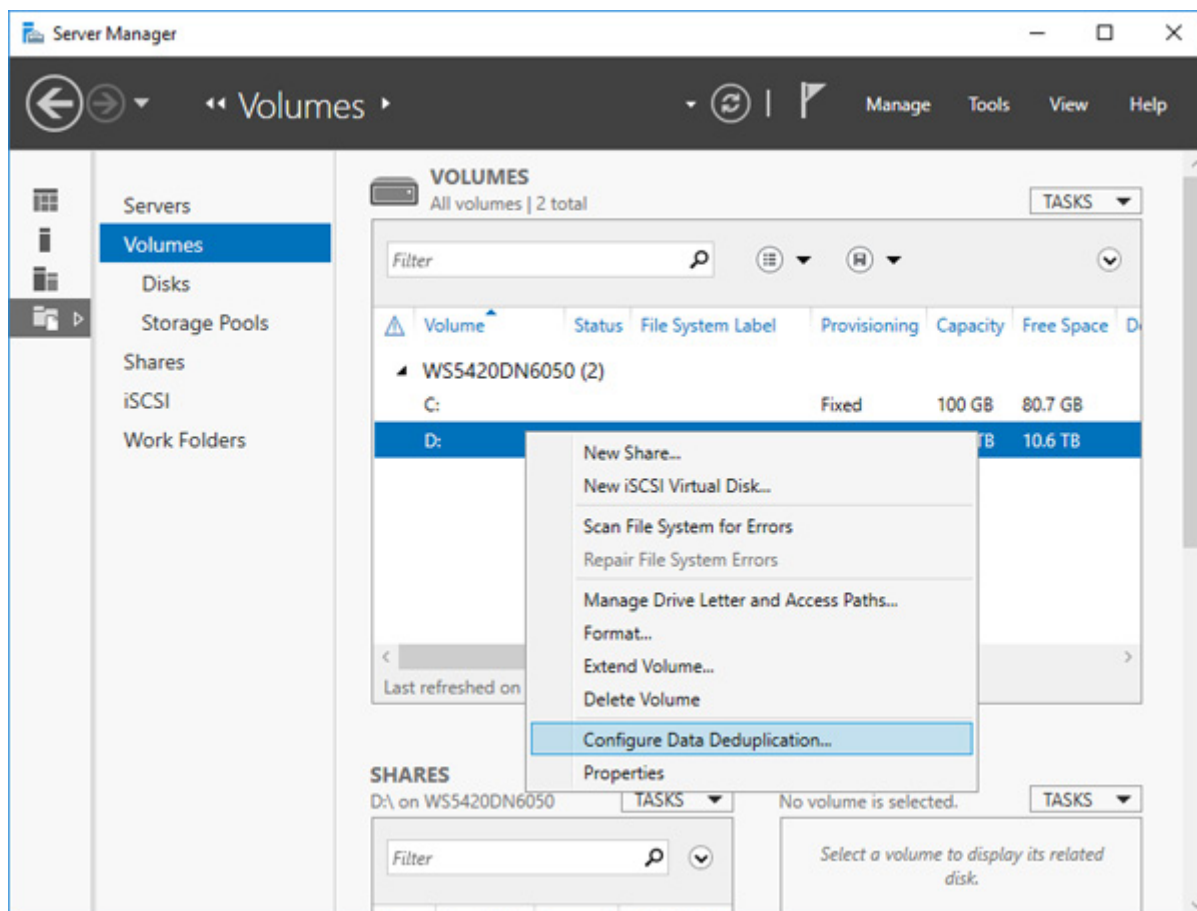 Server Manager
Volumes
Manage Tools View Help
Servers
Volumes
Disks
Storage Pools
Shares
iSCSI
Work Folders
VOLUMES
All volumes | 2 total
TASKS
Filter
Volume Status File System Label Provisioning Capacity Free Space
WS5420DN6050 (2)
C: Fixed 100 GB 80.7 GB
D: TB 10.6 TB
New Share...
New iSCSI Virtual Disk...
Scan File System for Errors
Repair File System Errors
Manage Drive Letter and Access Paths...
Format...
Extend Volume...
Delete Volume
Configure Data Deduplication...
Properties
Last refreshed on
SHARES
D:\ on WS5420DN6050
TASKS
Filter
No volume is selected.
TASKS
Select a volume to display its related
disk.